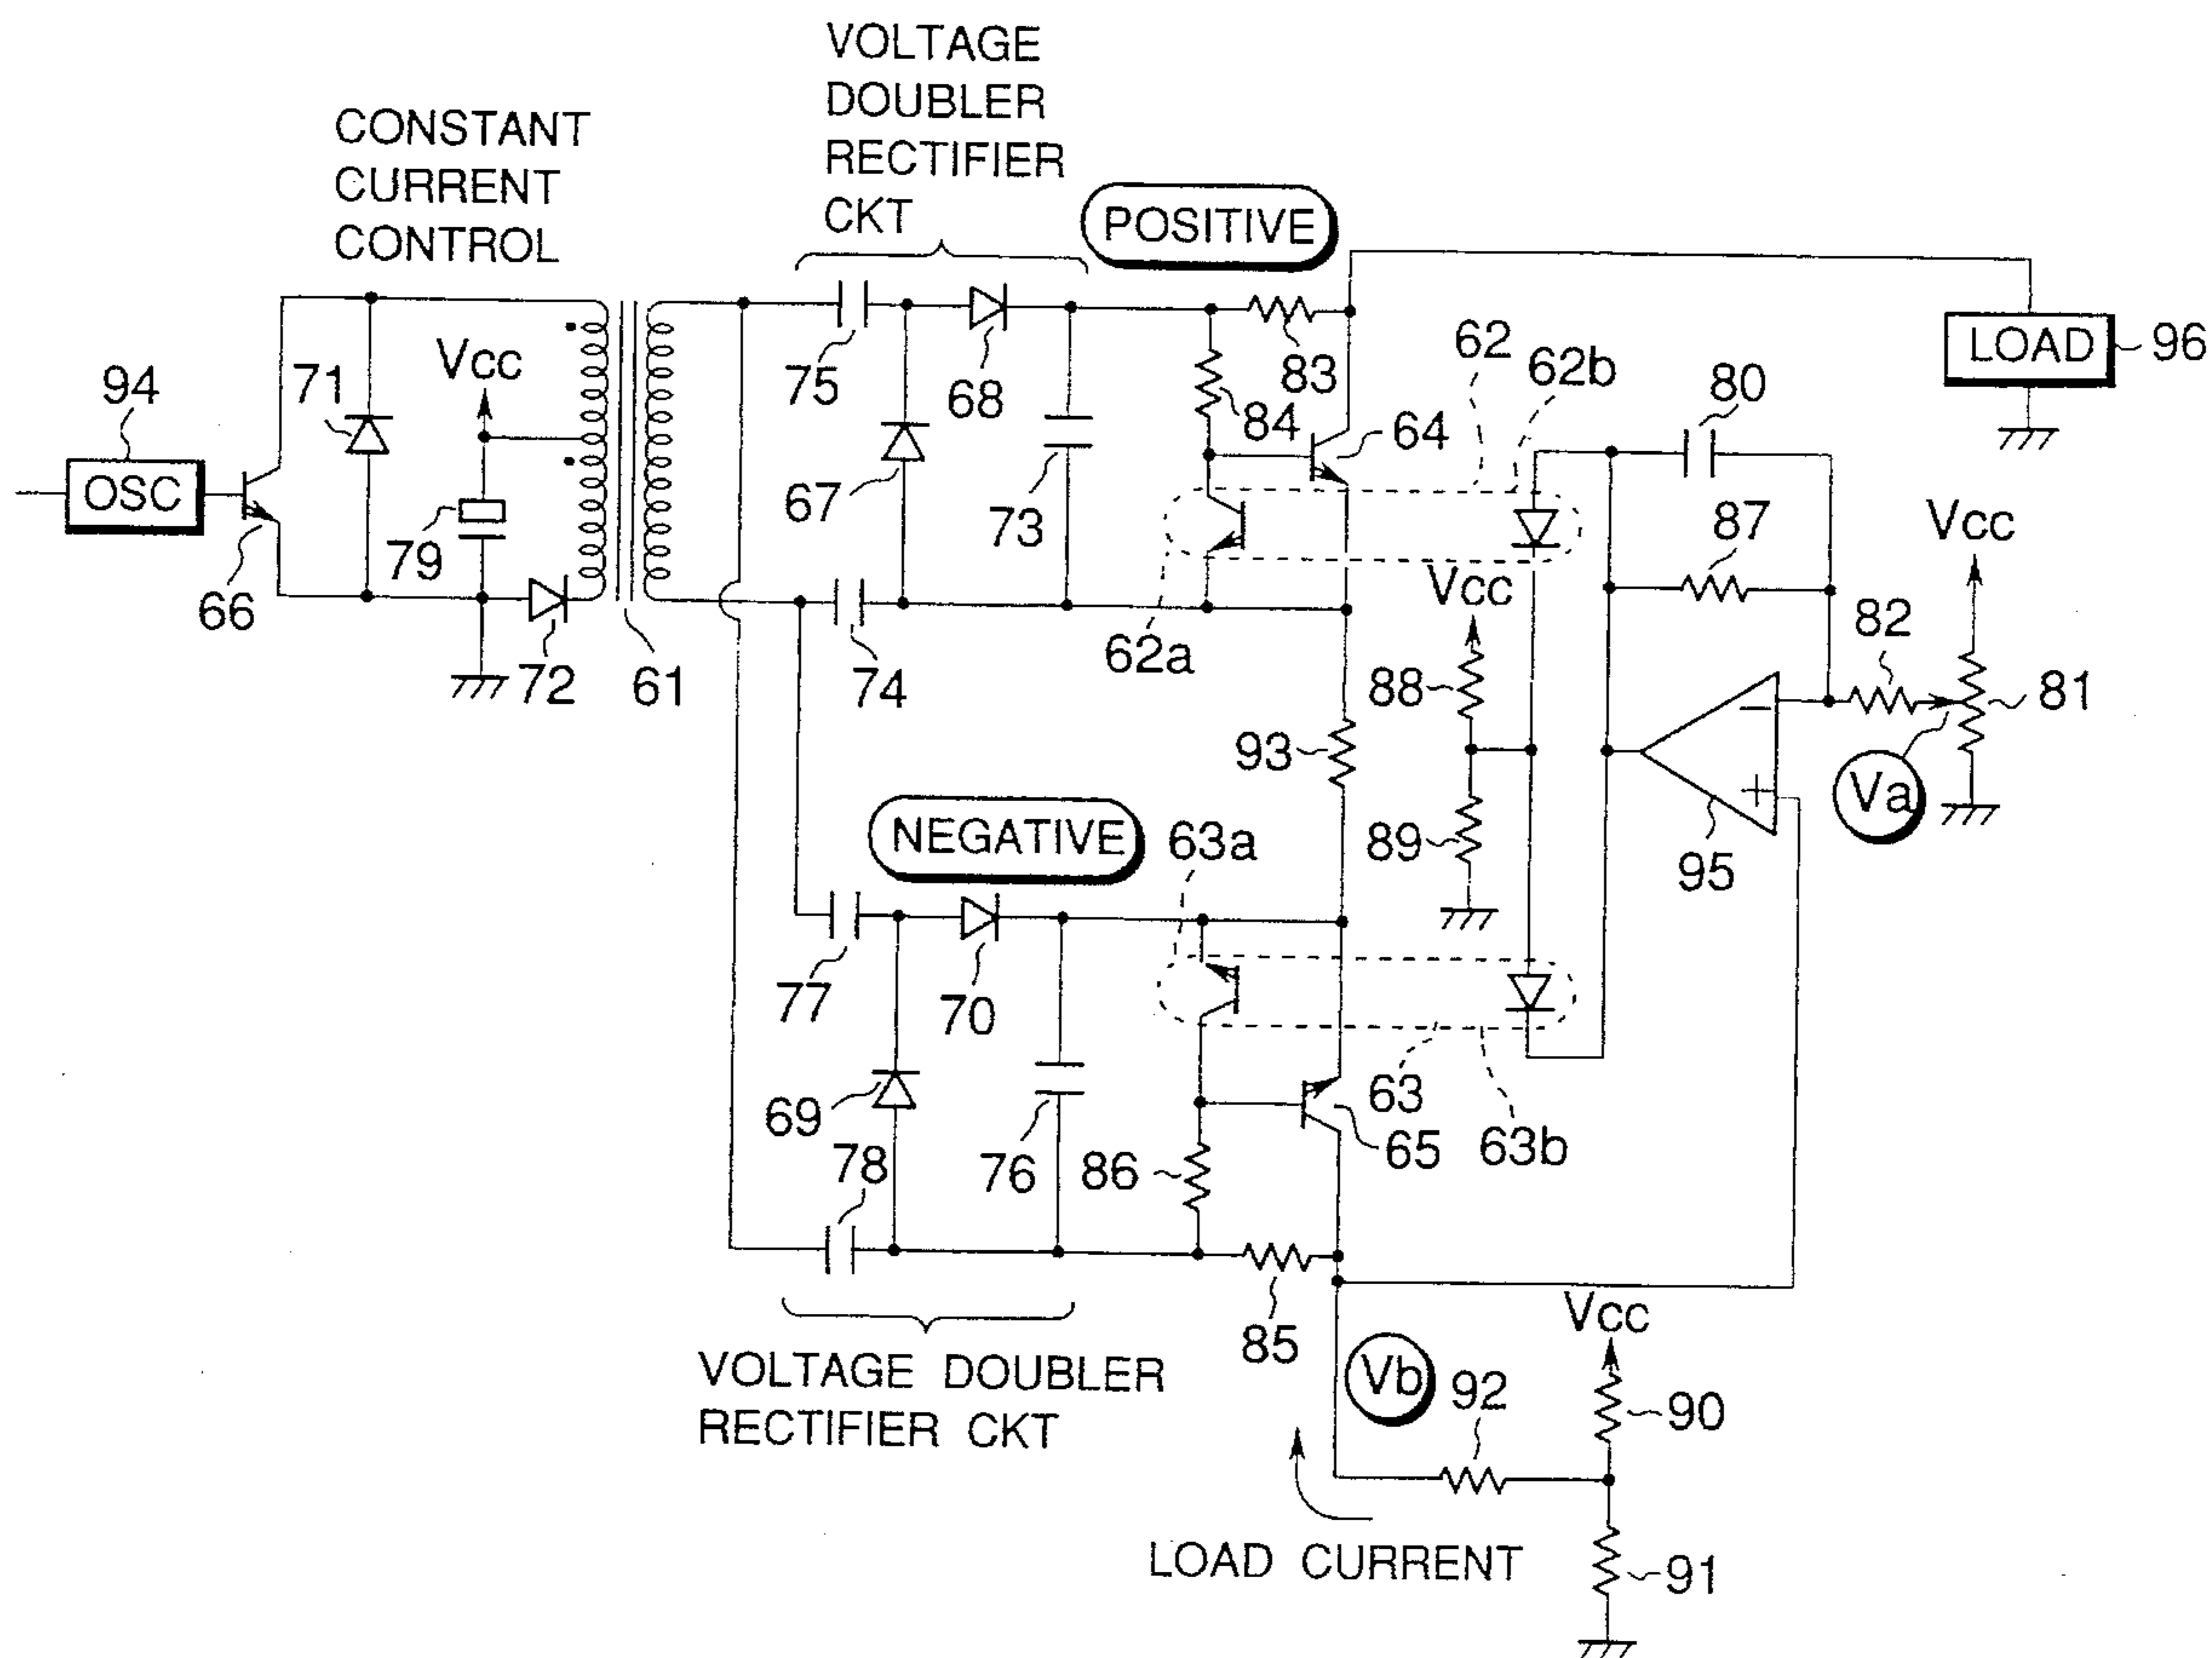 VOLTAGE
DOUBLER
RECTIFIER
CKT
CONSTANT
CURRENT
CONTROL
POSITIVE
94
OSC
66
71
Vcc
79
72
61
75
68
67
73
74
83
84
64
62
62b
62a
80
87
LOAD
96
Vcc
82
81
Va
95
Vcc
88
89
93
NEGATIVE
63a
77
70
69
76
78
86
65
63
63b
85
VOLTAGE DOUBLER
RECTIFIER CKT
Vb
92
Vcc
90
91
LOAD CURRENT